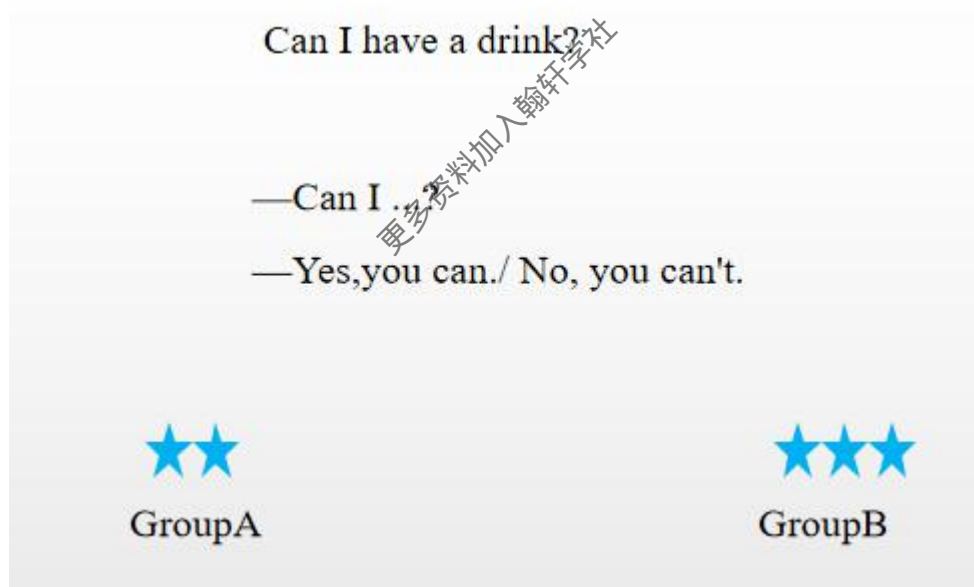 Can I have a drink?
—Can I ...?
—Yes,you can./ No, you can't.
GroupA
GroupB
更多资料加入翰轩学社